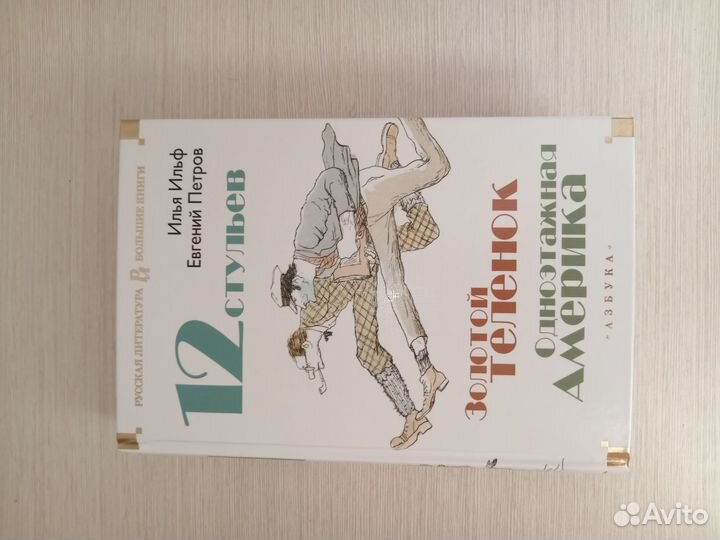 РУССКАЯ ЛИТЕРАТУРА БОЛЬШИЕ КНИГИ
Илья Ильф
Евгений Петров
12
стульев
Золотой
теленок
Одноэтажная
Америка
"АЗБУКА"
Avito